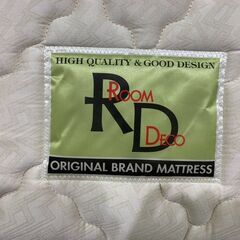 HIGH QUALITY & GOOD DESIGN
ROOM
DECO
ORIGINAL BRAND MATTRESS